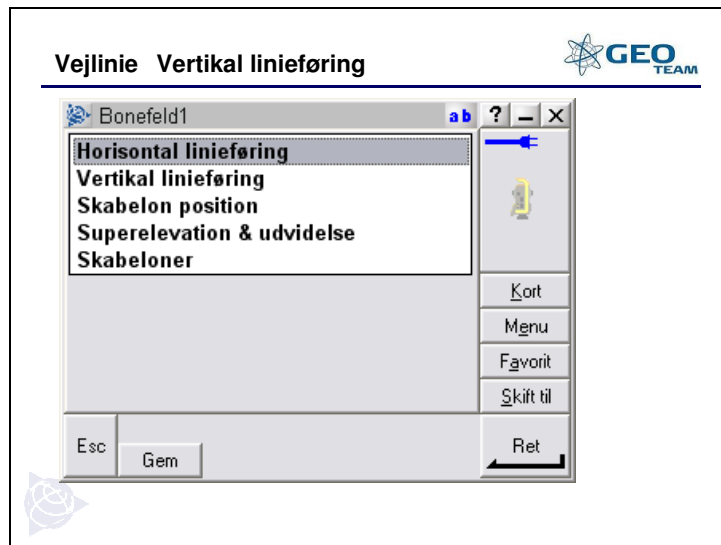 Vejlinie Vertikal linieføring
GEO
TEAM
Bonefeld1
ab ? – X
Horisontal linieføring
Vertikal linieføring
Skabelon position
Superelevation & udvidelse
Skabeloner
Kort
Menu
Favorit
Skift til
Esc
Gem
Ret